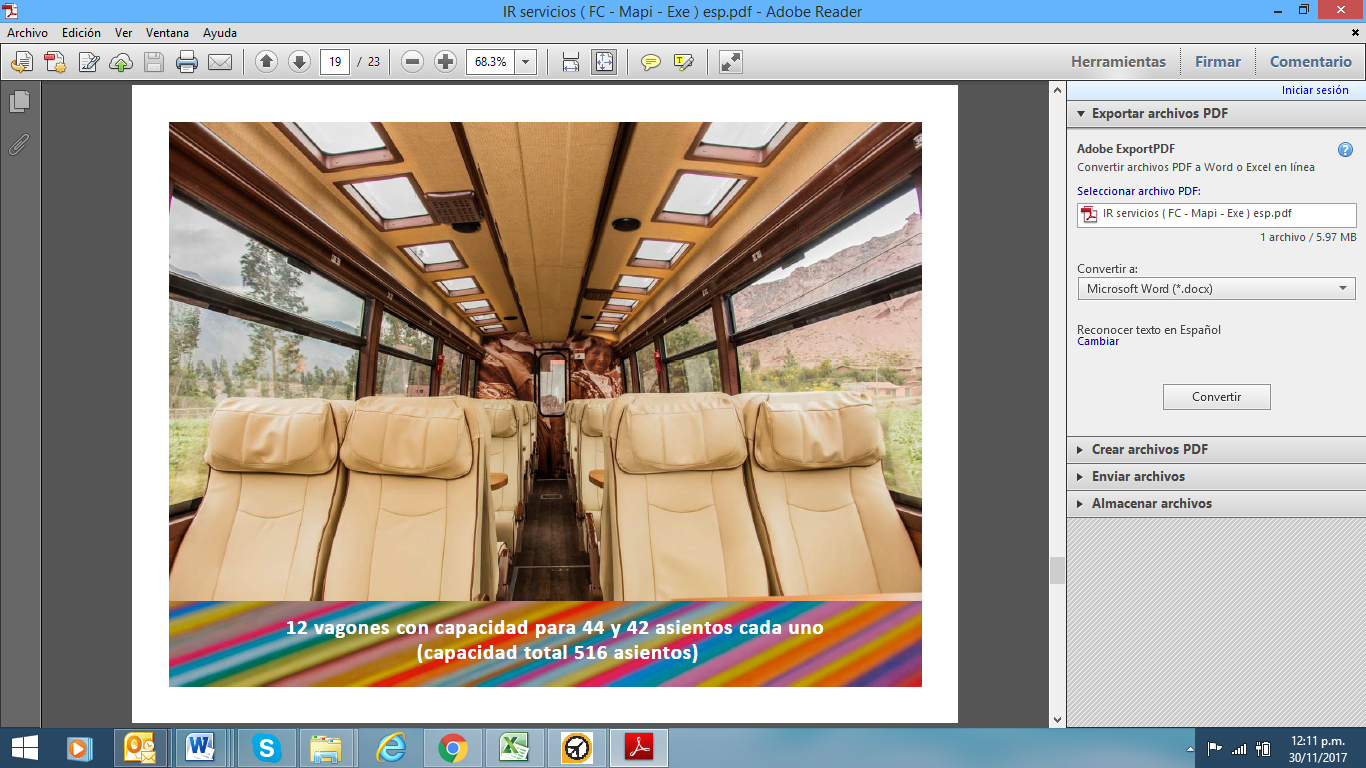 IR servicios ( FC - Mapi - Exe ) esp.pdf - Adobe Reader
Archivo Edición Ver Ventana Ayuda
19 / 23 68.3% Herramientas Firmar Comentario
Iniciar sesión
Exportar archivos PDF
Adobe ExportPDF
Convertir archivos PDF a Word o Excel en línea
Seleccionar archivo PDF:
IR servicios ( FC - Mapi - Exe ) esp.pdf
1 archivo / 5.97 MB
Convertir a:
Microsoft Word (*.docx)
Reconocer texto en Español
Cambiar
Convertir
Crear archivos PDF
Enviar archivos
Almacenar archivos
12 vagones con capacidad para 44 y 42 asientos cada uno
(capacidad total 516 asientos)
12:11 p.m.
30/11/2017